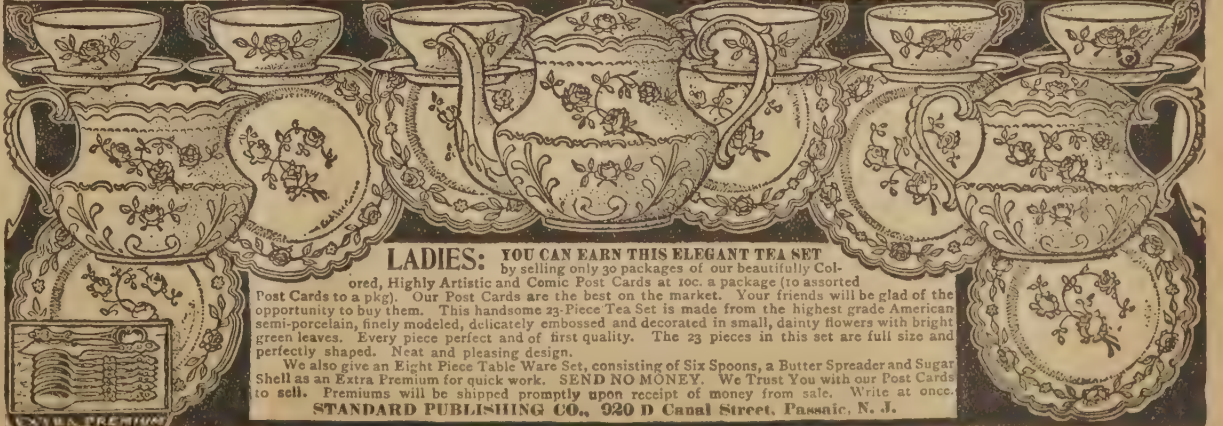 LADIES: YOU CAN EARN THIS ELEGANT TEA SET
by selling only 30 packages of our beautifully Col-
ored, Highly Artistic and Comic Post Cards at 10c. a package (10 assorted
Post Cards to a pkg). Our Post Cards are the best on the market. Your friends will be glad of the
opportunity to buy them. This handsome 23-Piece Tea Set is made from the highest grade American
semi-porcelain, finely modeled, delicately embossed and decorated in small, dainty flowers with bright
green leaves. Every piece perfect and of first quality. The 23 pieces in this set are full size and
perfectly shaped. Neat and pleasing design.
We also give an Eight Piece Table Ware Set, consisting of Six Spoons, a Butter Spreader and Sugar
Shell as an Extra Premium for quick work. SEND NO MONEY. We Trust You with our Post Cards
to sell. Premiums will be shipped promptly upon receipt of money from sale. Write at once.
STANDARD PUBLISHING CO., 920 D Canal Street, Passaic, N. J.
EXTRA PREMIUM